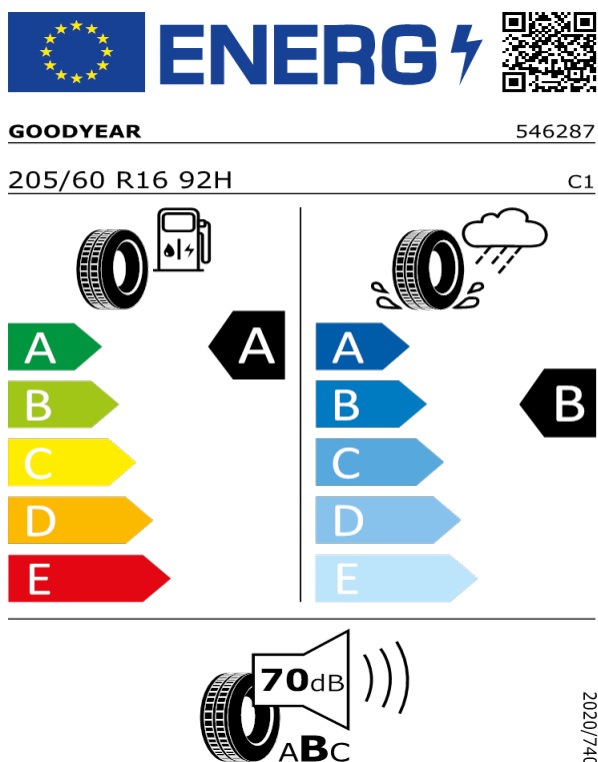 ENERG
GOODYEAR 546287
205/60 R16 92H C1
A A
B
C
D
E
A
B B
C
D
E
70dB
ABC
2020/740